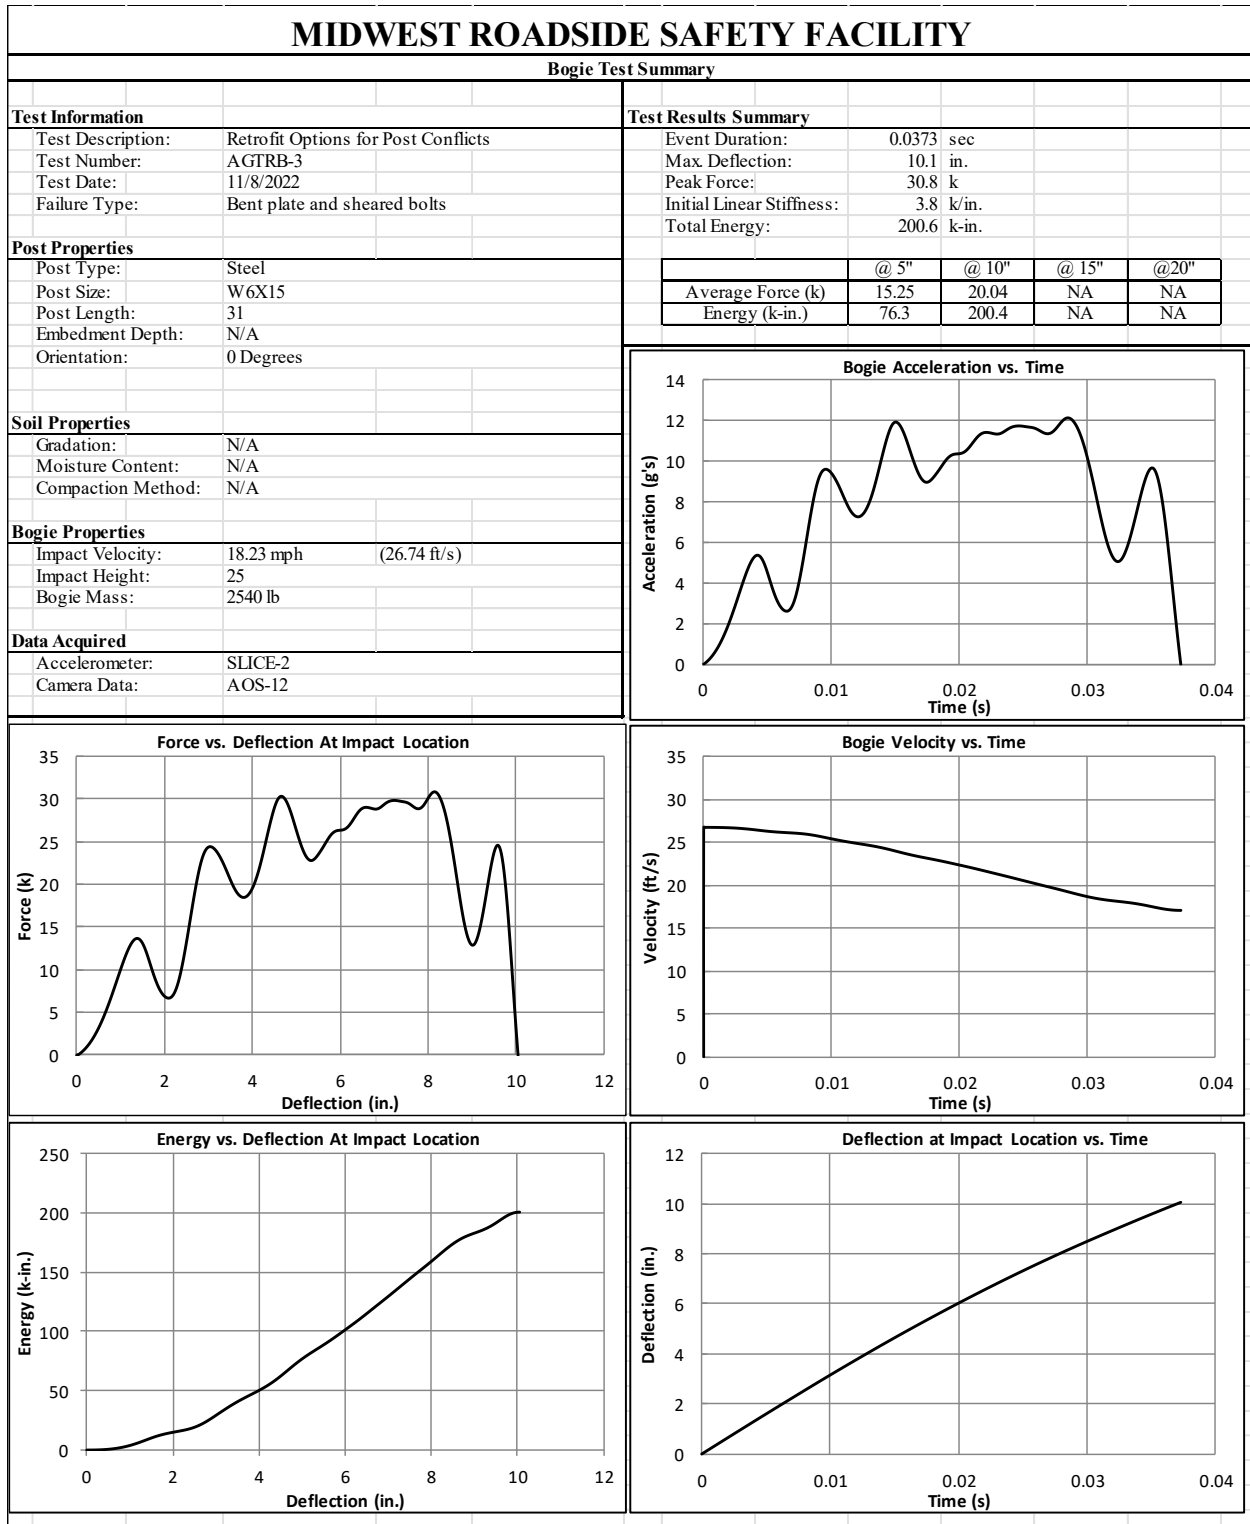 MIDWEST ROADSIDE SAFETY FACILITY
Bogie Test Summary
Test Information
Test Description: Retrofit Options for Post Conflicts
Test Number: AGTRB-3
Test Date: 11/8/2022
Failure Type: Bent plate and sheared bolts
Post Properties
Post Type: Steel
Post Size: W6X15
Post Length: 31
Embedment Depth: N/A
Orientation: 0 Degrees
Soil Properties
Gradation: N/A
Moisture Content: N/A
Compaction Method: N/A
Bogie Properties
Impact Velocity: 18.23 mph (26.74 ft/s)
Impact Height: 25
Bogie Mass: 2540 lb
Data Acquired
Accelerometer: SLICE-2
Camera Data: AOS-12
Test Results Summary
Event Duration: 0.0373 sec
Max. Deflection: 10.1 in.
Peak Force: 30.8 k
Initial Linear Stiffness: 3.8 k/in.
Total Energy: 200.6 k-in.
@ 5" @ 10" @ 15" @20"
Average Force (k) 15.25 20.04 NA NA
Energy (k-in.) 76.3 200.4 NA NA
Bogie Acceleration vs. Time
14
12
10
8
6
4
2
0
Acceleration (g's)
0 0.01 0.02 0.03 0.04
Time (s)
Force vs. Deflection At Impact Location
35
30
25
20
15
10
5
0
Force (k)
0 2 4 6 8 10 12
Deflection (in.)
Bogie Velocity vs. Time
35
30
25
20
15
10
5
0
Velocity (ft/s)
0 0.01 0.02 0.03 0.04
Time (s)
Energy vs. Deflection At Impact Location
250
200
150
100
50
0
Energy (k-in.)
0 2 4 6 8 10 12
Deflection (in.)
Deflection at Impact Location vs. Time
12
10
8
6
4
2
0
Deflection (in.)
0 0.01 0.02 0.03 0.04
Time (s)